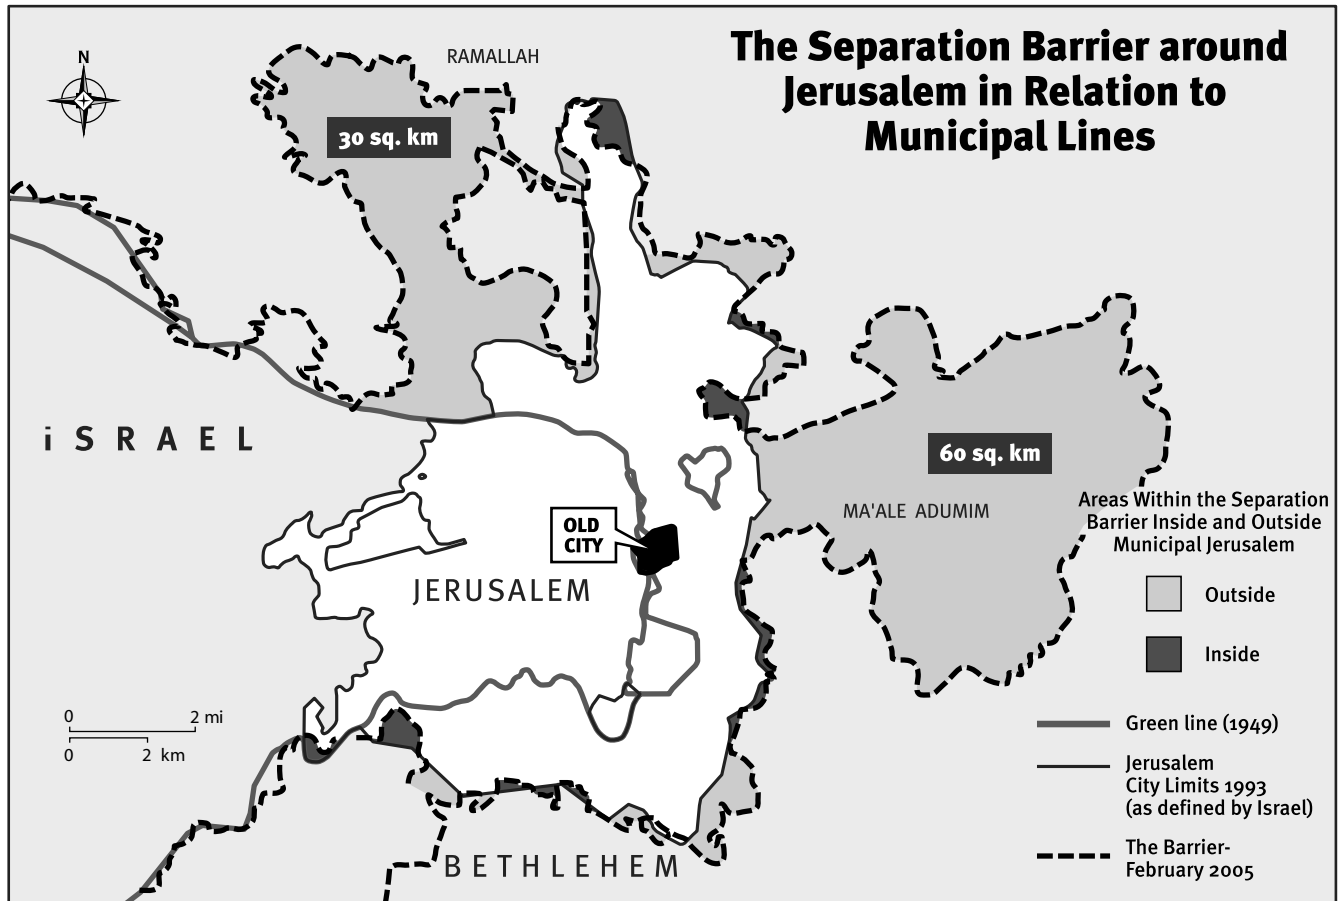 The Separation Barrier around
Jerusalem in Relation to
Municipal Lines
N
RAMALLAH
30 sq. km
iSRAEL
60 sq. km
MA'ALE ADUMIM
OLD
CITY
JERUSALEM
BETHLEHEM
0 2 mi
0 2 km
Areas Within the Separation
Barrier Inside and Outside
Municipal Jerusalem
Outside
Inside
Green line (1949)
Jerusalem
City Limits 1993
(as defined by Israel)
The Barrier-
February 2005